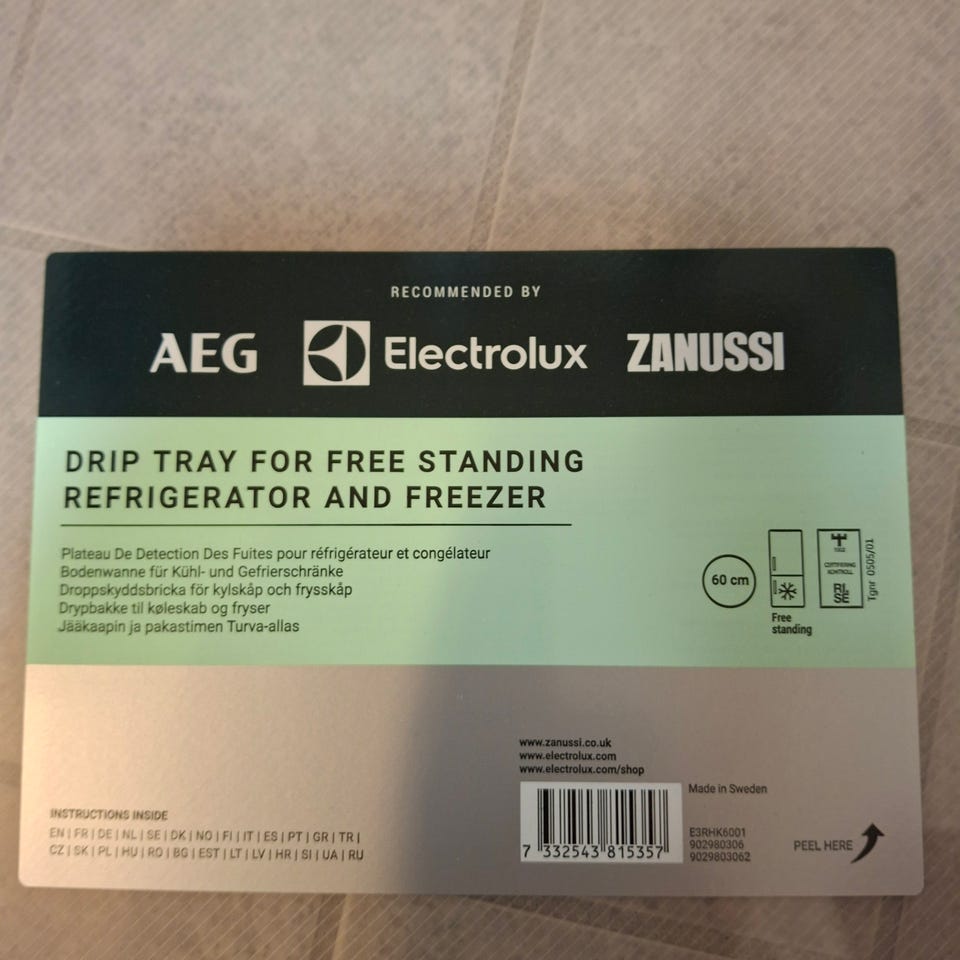 RECOMMENDED BY
AEG Electrolux ZANUSSI
DRIP TRAY FOR FREE STANDING
REFRIGERATOR AND FREEZER
Plateau De Detection Des Fuites pour réfrigérateur et congélateur
Bodenwanne für Kühl- und Gefrierschränke
Droppskyddsbricka för kylskåp och frysskåp
Drypbakke til køleskab og fryser
Jääkaapin ja pakastimen Turva-allas
60 cm
Free
standing
1002
CERTIFIERING
KONTROLL
RI.
SE
Tgnr 0505/01
www.zanussi.co.uk
www.electrolux.com
www.electrolux.com/shop
Made in Sweden
7 332543 815357
E3RHK6001
902980306
9029803062
PEEL HERE
INSTRUCTIONS INSIDE
EN | FR | DE | NL | SE | DK | NO | FI | IT | ES | PT | GR | TR |
CZ | SK | PL | HU | RO | BG | EST | LT | LV | HR | SI | UA | RU